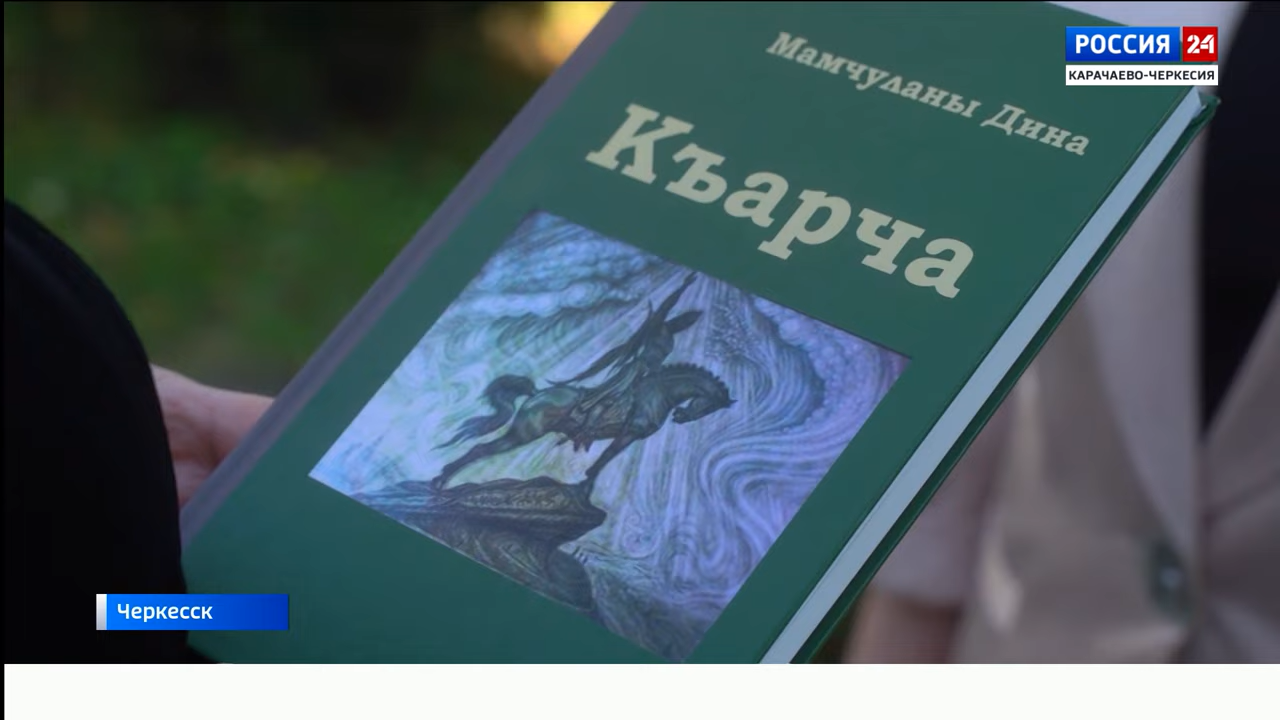 РОССИЯ 24
КАРАЧАЕВО-ЧЕРКЕСИЯ
Мамчуланы Дина
Къарча
Черкесск